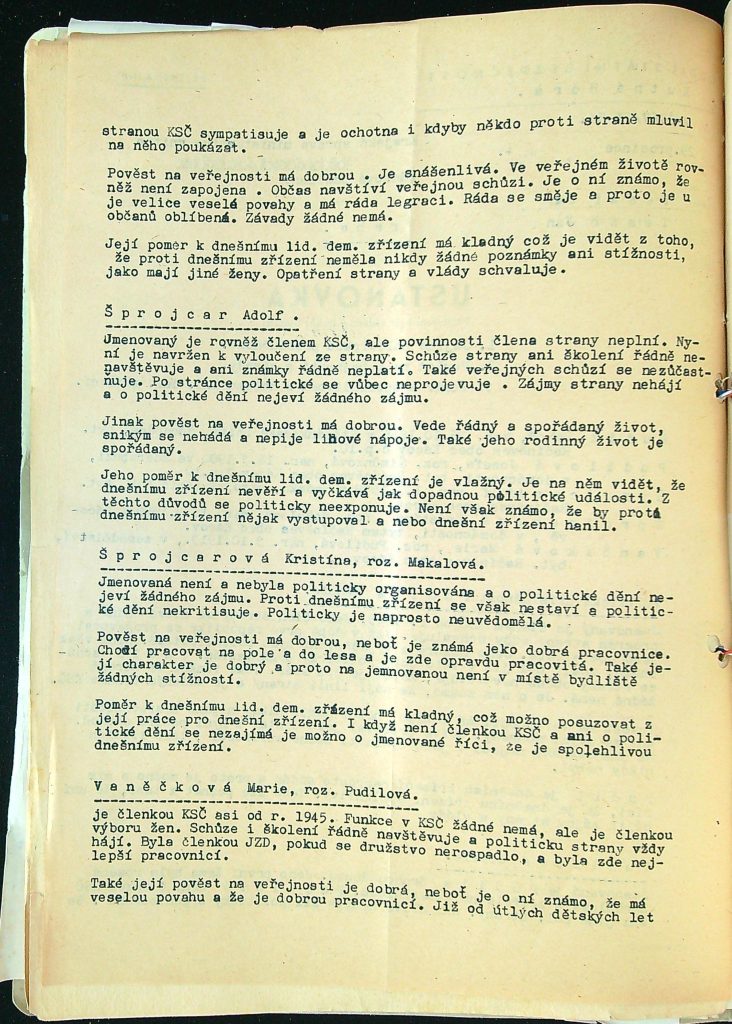 stranou KSČ sympatisuje a je ochotna i kdyby někdo proti straně mluvil
na něho poukázat.
Pověst na veřejnosti má dobrou . Je snášenlivá. Ve veřejném životě rov-
něž není zapojena . Občas navštíví veřejnou schůzi. Je o ní známo, že
je velice veselé povahy a má ráda legraci. Ráda se směje a proto je u
občanů oblíbená. Závady žádné nemá.
Její poměr k dnešnímu lid. dem. zřízení má kladný což je vidět z toho,
že proti dnešnímu zřízení neměla nikdy žádné poznámky ani stížnosti,
jako mají jiné ženy. Opatření strany a vlády schvaluje.
Š p r o j c a r Adolf .
Jmenovaný je rovněž členem KSČ, ale povinnosti člena strany neplní. Ny-
ní je navržen k vyloučení ze strany. Schůze strany ani školení řádně ne-
navštěvuje a ani známky řádně neplatí. Také veřejných schůzí se nezúčast-
nuje. Po stránce politické se vůbec neprojevuje . Zájmy strany nehájí
a o politické dění nejeví žádného zájmu.
Jinak pověst na veřejnosti má dobrou. Vede řádný a spořádaný život,
snikým se nehádá a nepije lihové nápoje. Také jeho rodinný život je
spořádaný.
Jeho poměr k dnešnímu lid. dem. zřízení je vlažný. Je na něm vidět, že
dnešnímu zřízení nevěří a vyčkává jak dopadnou politické události. Z
těchto důvodů se politicky neexponuje. Není však známo, že by proti
dnešnímu zřízení nějak vystupoval a nebo dnešní zřízení hanil.
Š p r o j c a r o v á Kristína, roz. Makalová.
Jmenovaná není a nebyla politicky organisována a o politické dění ne-
jeví žádného zájmu. Proti dnešnímu zřízení se však nestaví a politic-
ké dění nekritisuje. Politicky je naprosto neuvědomělá.
Pověst na veřejnosti má dobrou, neboť je známá jeko dobrá pracovnice.
Chodí pracovat na pole a do lesa a je zde opravdu pracovitá. Také je-
jí charakter je dobrý a proto na jemnovanou není v místě bydliště
žádných stížností.
Poměr k dnešnímu lid. dem. zřízení má kladný, což možno posuzovat z
její práce pro dnešní zřízení. I když není členkou KSČ a ani o poli-
tické dění se nezajímá je možno o jmenované říci, že je spolehlivou
dnešnímu zřízení.
V a n ě č k o v á Marie, roz. Pudilová.
je členkou KSČ asi od r. 1945. Funkce v KSČ žádné nemá, ale je členkou
výboru žen. Schůze i školení řádně navštěvuje a politicku strany vždy
hájí. Byla členkou JZD, pokud se družstvo nerospadlo, a byla zde nej-
lepší pracovnicí.
Také její pověst na veřejnosti je dobrá, neboť je o ní známo, že má
veselou povahu a že je dobrou pracovnicí. Již od útlých dětských let